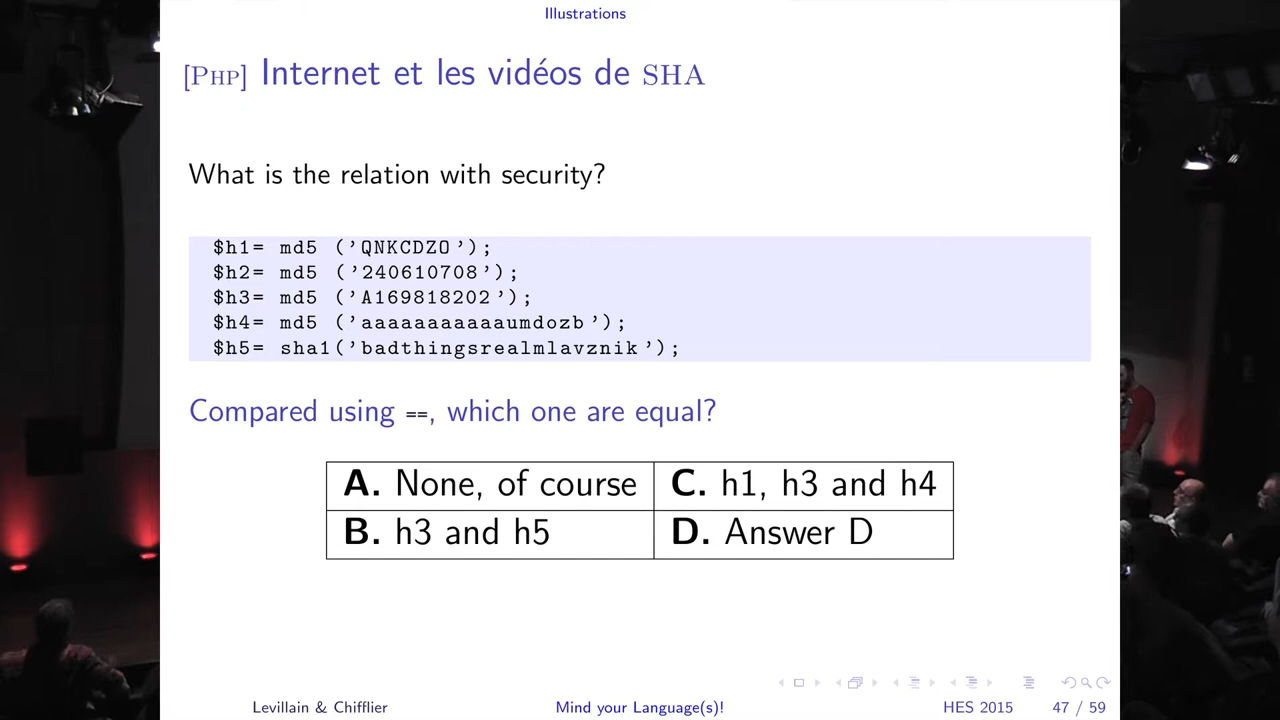 Illustrations
[PHP] Internet et les vidéos de SHA
What is the relation with security?
$h1= md5 ('QNKCDZO');
$h2= md5 ('240610708');
$h3= md5 ('A169818202');
$h4= md5 ('aaaaaaaaaaaumdozb');
$h5= sha1('badthingsrealmlavznik');
Compared using ==, which one are equal?
A. None, of course
C. h1, h3 and h4
B. h3 and h5
D. Answer D
Levillain & Chifflier
Mind your Language(s)!
HES 2015
47 / 59